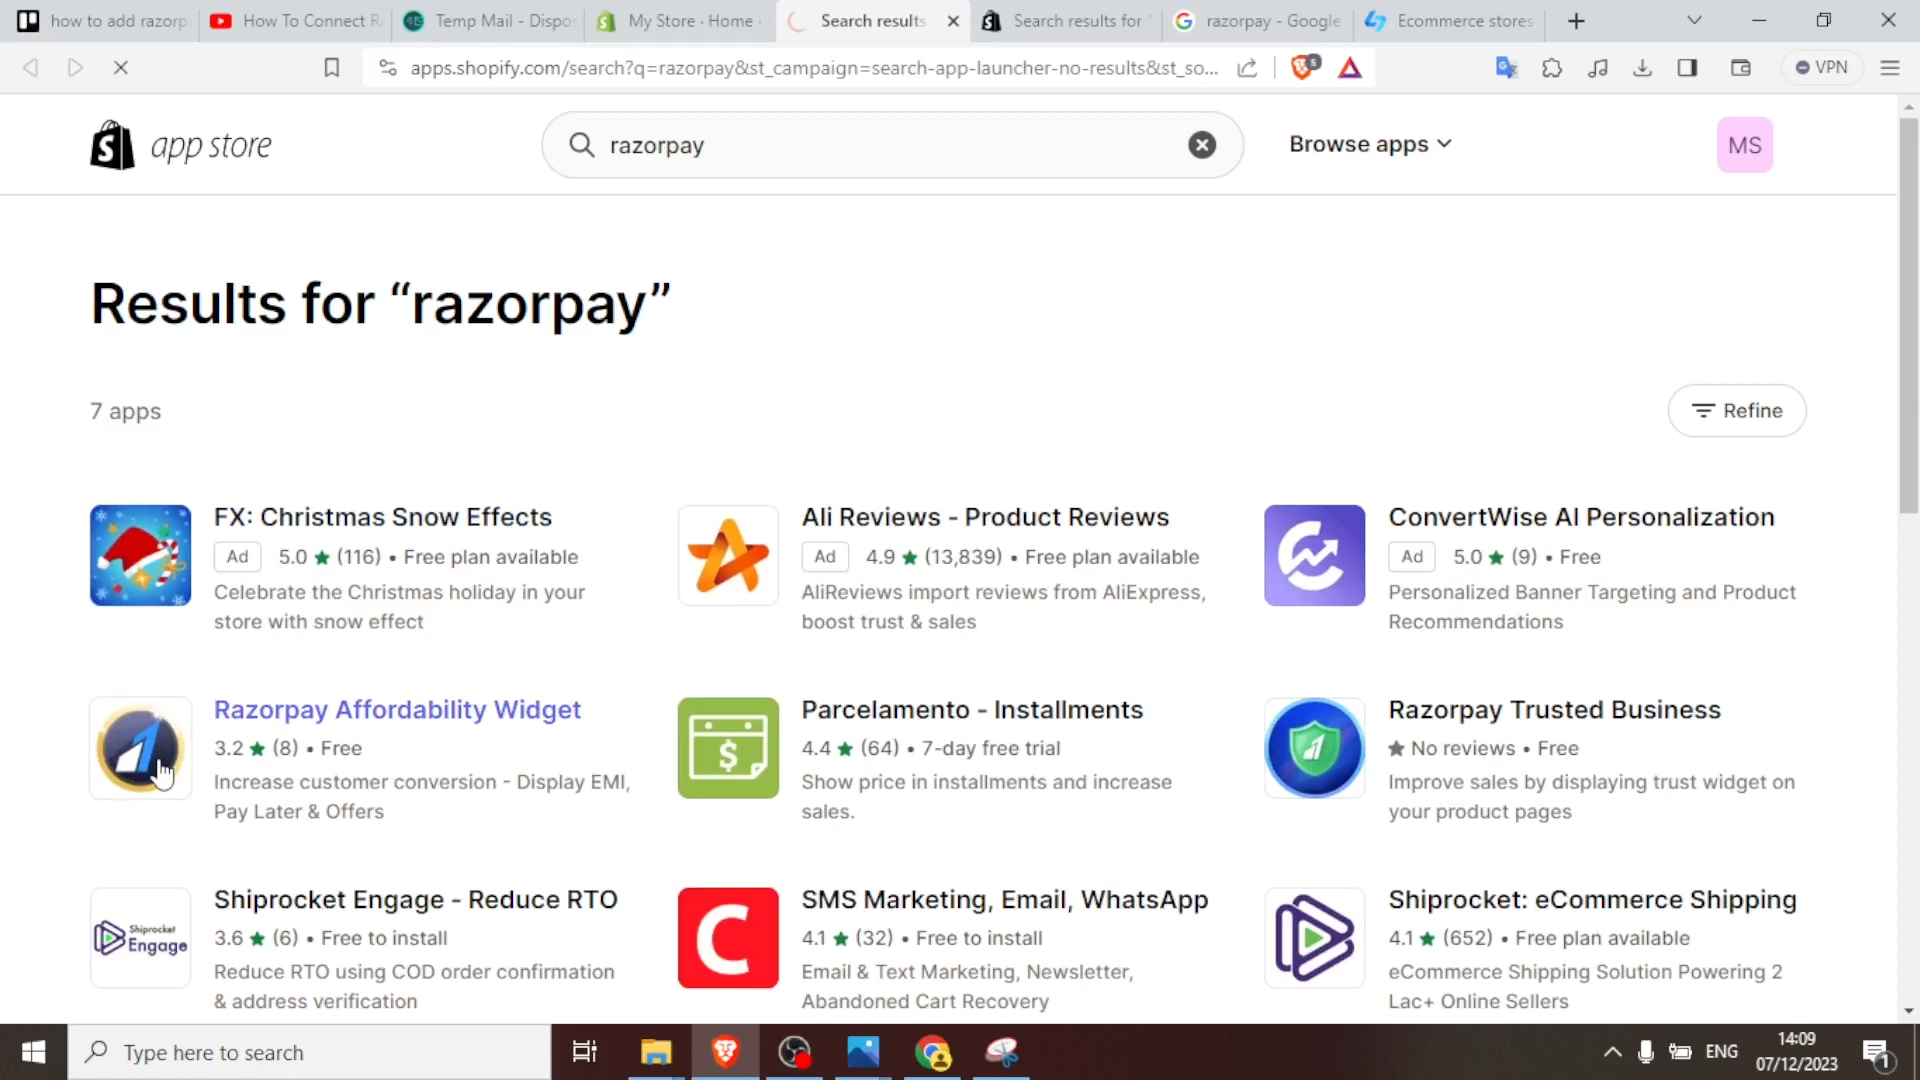 how to add razorp
How To Connect R
Temp Mail - Dispo
My Store · Home ·
Search results
Search results for "
razorpay - Google
Ecommerce stores
apps.shopify.com/search?q=razorpay&st_campaign=search-app-launcher-no-results&st_so...
5
VPN
app store
razorpay
Browse apps
MS
Results for “razorpay”
7 apps
Refine
FX: Christmas Snow Effects
Ad 5.0 ★ (116) • Free plan available
Celebrate the Christmas holiday in your
store with snow effect
Ali Reviews - Product Reviews
Ad 4.9 ★ (13,839) • Free plan available
AliReviews import reviews from AliExpress,
boost trust & sales
ConvertWise AI Personalization
Ad 5.0 ★ (9) • Free
Personalized Banner Targeting and Product
Recommendations
Razorpay Affordability Widget
3.2 ★ (8) • Free
Increase customer conversion - Display EMI,
Pay Later & Offers
Parcelamento - Installments
4.4 ★ (64) • 7-day free trial
Show price in installments and increase
sales.
Razorpay Trusted Business
★ No reviews • Free
Improve sales by displaying trust widget on
your product pages
Shiprocket
Engage
Shiprocket Engage - Reduce RTO
3.6 ★ (6) • Free to install
Reduce RTO using COD order confirmation
& address verification
C
SMS Marketing, Email, WhatsApp
4.1 ★ (32) • Free to install
Email & Text Marketing, Newsletter,
Abandoned Cart Recovery
Shiprocket: eCommerce Shipping
4.1 ★ (652) • Free plan available
eCommerce Shipping Solution Powering 2
Lac+ Online Sellers
Type here to search
ENG
14:09
07/12/2023
1